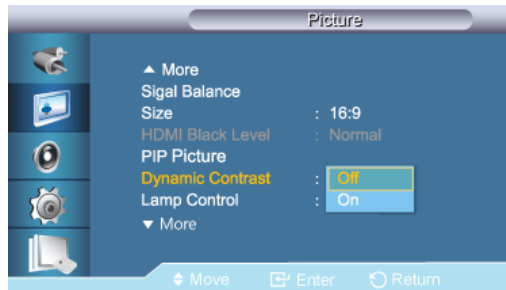 Picture
▲ More
Sigal Balance
Size : 16:9
HDMI Black Level : Normal
PIP Picture
Dynamic Contrast : Off
Lamp Control : On
▼ More
Move Enter Return